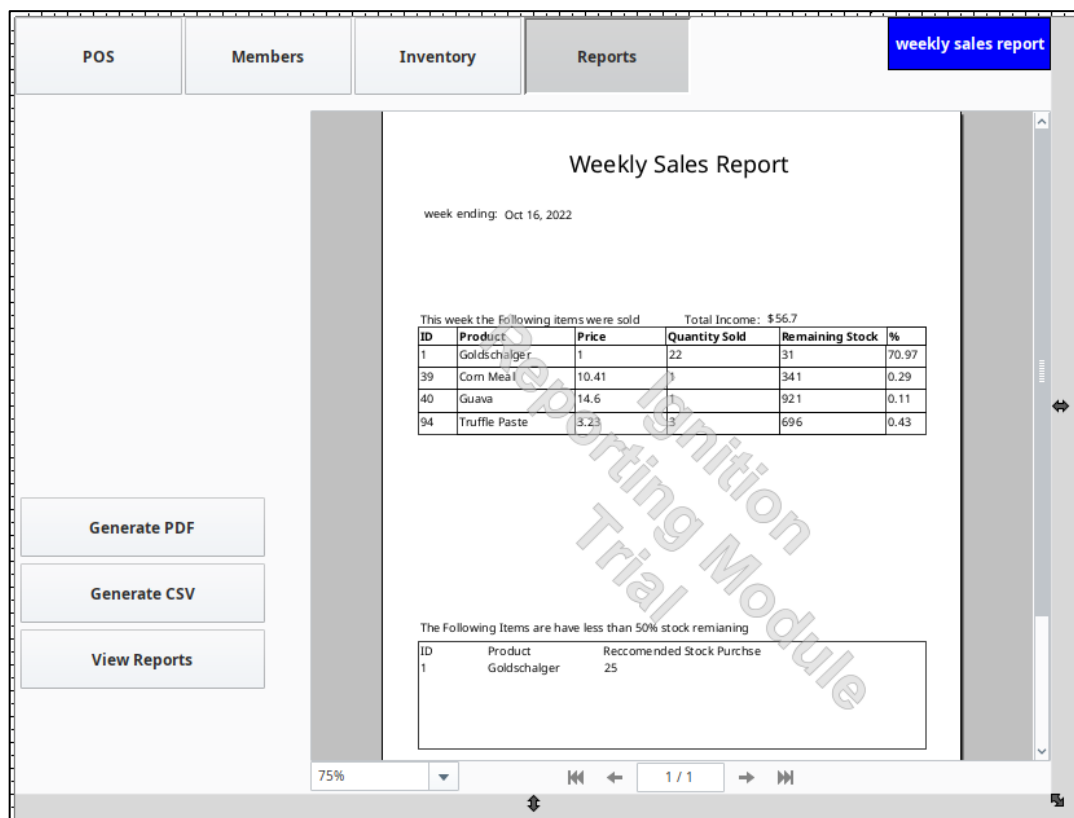 POS Members Inventory Reports weekly sales report
Weekly Sales Report
week ending: Oct 16, 2022
This week the Following items were sold Total Income: $56.7
ID Product Price Quantity Sold Remaining Stock %
1 Goldschalger 1 22 31 70.97
39 Corn Meal 10.41 1 341 0.29
40 Guava 14.6 1 921 0.11
94 Truffle Paste 3.23 3 696 0.43
Ignition
Reporting Module
Trial
Generate PDF
Generate CSV
View Reports
The Following Items are have less than 50% stock remianing
ID Product Reccomended Stock Purchse
1 Goldschalger 25
75% 1 / 1